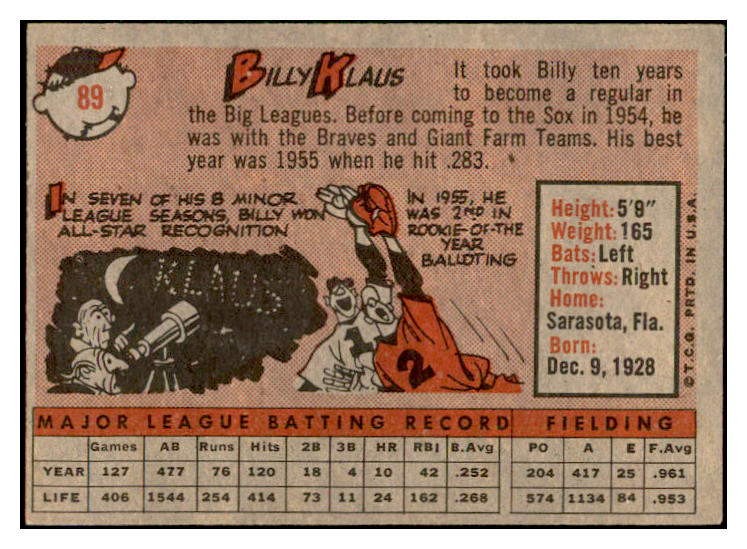 89
BILLY KLAUS
It took Billy ten years
to become a regular in
the Big Leagues. Before coming to the Sox in 1954, he
was with the Braves and Giant Farm Teams. His best
year was 1955 when he hit .283.
IN SEVEN OF HIS 8 MINOR
LEAGUE SEASONS, BILLY WON
ALL-STAR RECOGNITION
KLAUS
IN 1955, HE
WAS 2ND IN
ROOKIE-OF-THE
YEAR
BALLOTING
1
2
Height: 5'9"
Weight: 165
Bats: Left
Throws: Right
Home:
Sarasota, Fla.
Born:
Dec. 9, 1928
© T.C.G. PRTD. IN U.S.A.
MAJOR LEAGUE BATTING RECORD FIELDING
Games AB Runs Hits 2B 3B HR RBI B.Avg PO A E F.Avg
YEAR 127 477 76 120 18 4 10 42 .252 204 417 25 .961
LIFE 406 1544 254 414 73 11 24 162 .268 574 1134 84 .953